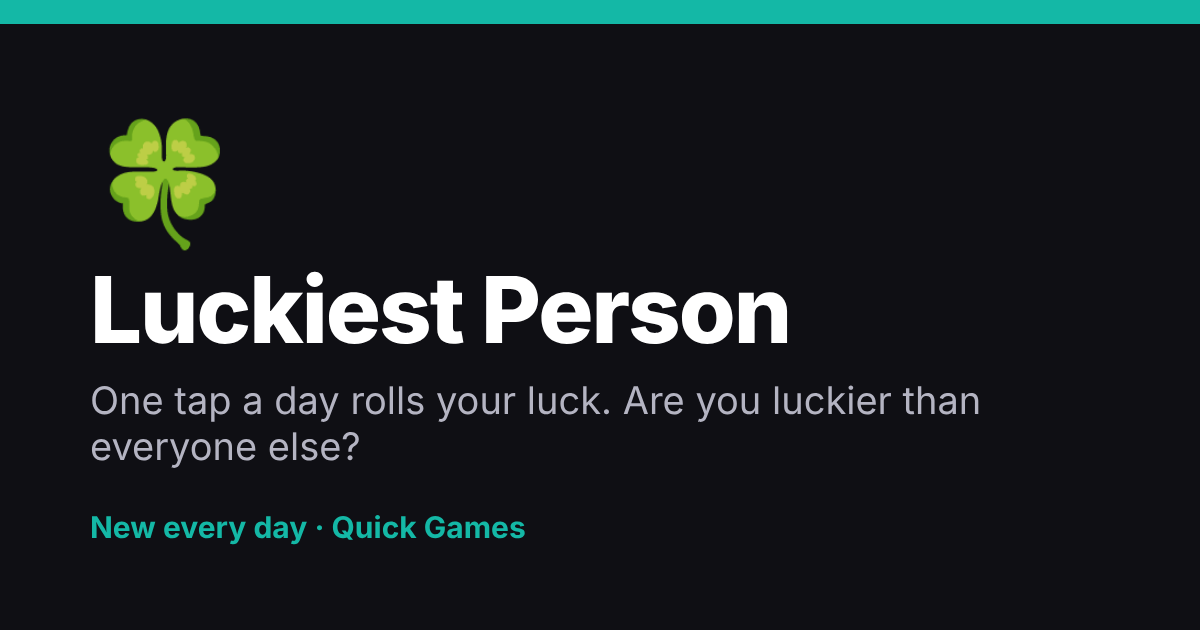 Luckiest Person
One tap a day rolls your luck. Are you luckier than
everyone else?
New every day · Quick Games